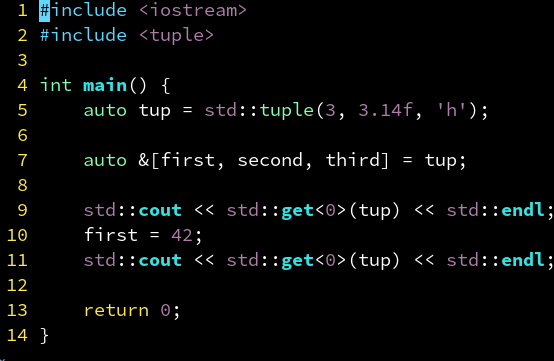 1 #include <iostream>
2 #include <tuple>
3
4 int main() {
5     auto tup = std::tuple(3, 3.14f, 'h');
6
7     auto &[first, second, third] = tup;
8
9     std::cout << std::get<0>(tup) << std::endl;
10     first = 42;
11     std::cout << std::get<0>(tup) << std::endl;
12
13     return 0;
14 }